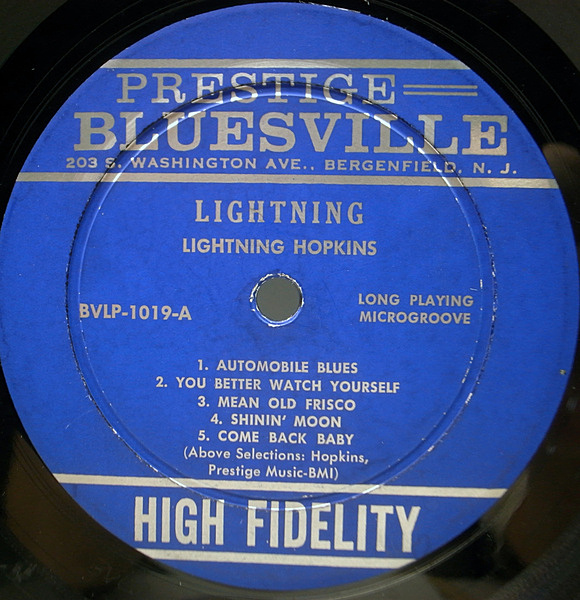 PRESTIGE
BLUESVILLE
203 S. WASHINGTON AVE., BERGENFIELD, N. J.
LIGHTNING
LIGHTNING HOPKINS
BVLP-1019-A
LONG PLAYING
MICROGROOVE
1. AUTOMOBILE BLUES
2. YOU BETTER WATCH YOURSELF
3. MEAN OLD FRISCO
4. SHININ' MOON
5. COME BACK BABY
(Above Selections: Hopkins,
Prestige Music-BMI)
HIGH FIDELITY